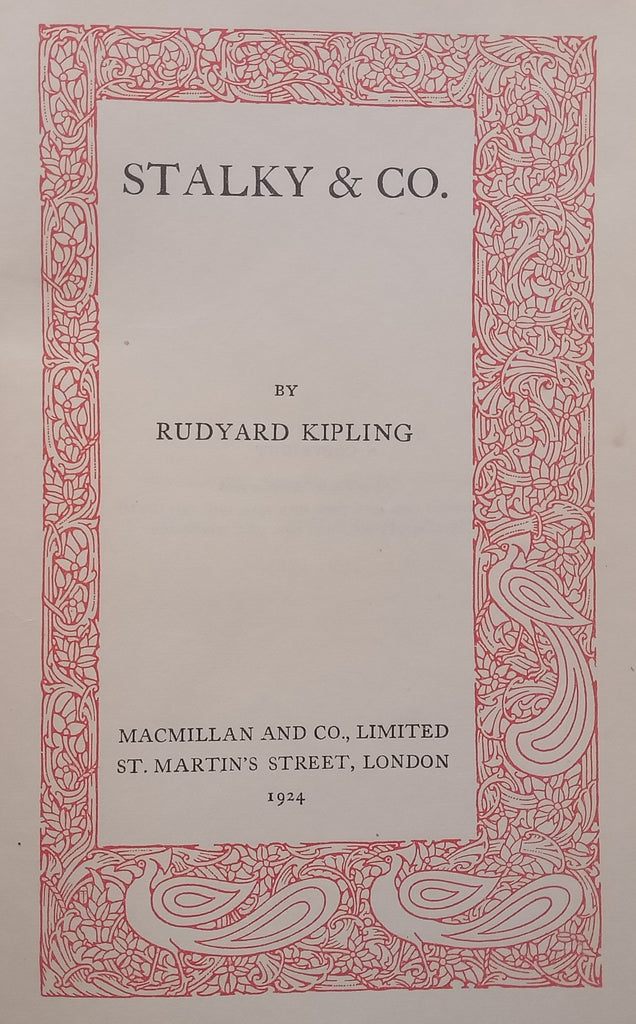 STALKY & CO.
BY
RUDYARD KIPLING
MACMILLAN AND CO., LIMITED
ST. MARTIN'S STREET, LONDON
1924